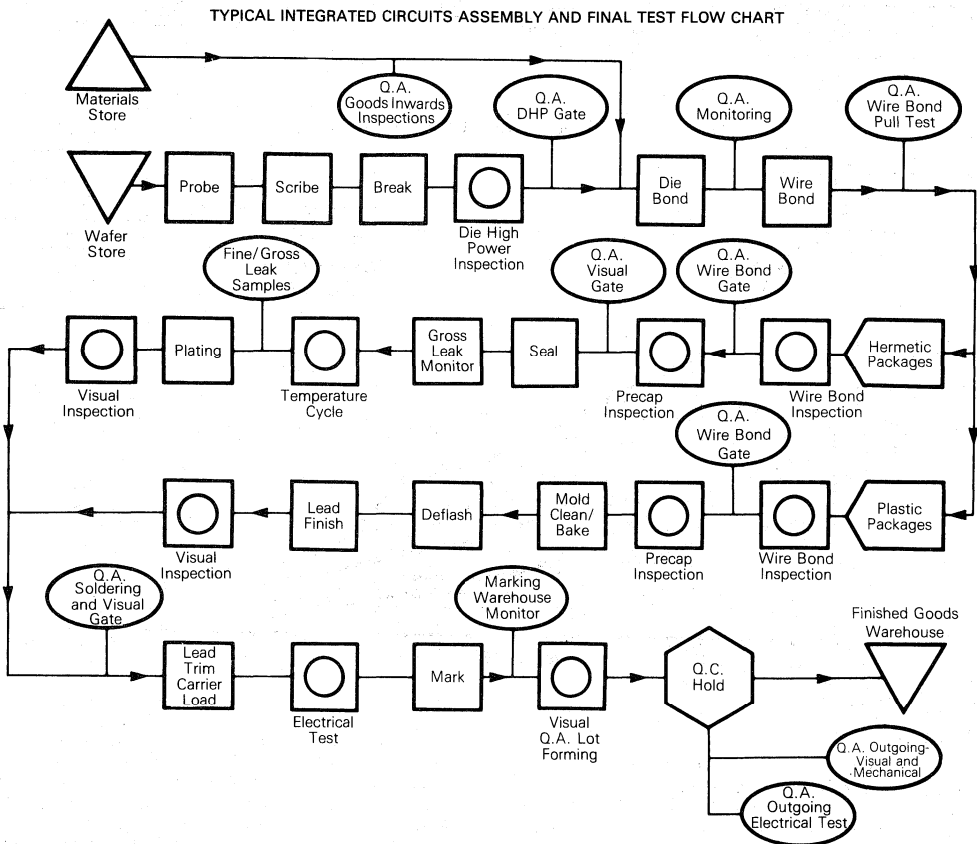 TYPICAL INTEGRATED CIRCUITS ASSEMBLY AND FINAL TEST FLOW CHART
Materials
Store
Q.A.
Goods Inwards
Inspections
Q.A.
DHP Gate
Q.A.
Monitoring
Q.A.
Wire Bond
Pull Test
Wafer
Store
Probe
Scribe
Break
Die High
Power
Inspection
Die
Bond
Wire
Bond
Fine/Gross
Leak
Samples
Q.A.
Visual
Gate
Q.A.
Wire Bond
Gate
Visual
Inspection
Plating
Temperature
Cycle
Gross
Leak
Monitor
Seal
Precap
Inspection
Wire Bond
Inspection
Hermetic
Packages
Q.A.
Wire Bond
Gate
Visual
Inspection
Lead
Finish
Deflash
Mold
Clean/
Bake
Precap
Inspection
Wire Bond
Inspection
Plastic
Packages
Q.A.
Soldering
and Visual
Gate
Marking
Warehouse
Monitor
Finished Goods
Warehouse
Lead
Trim
Carrier
Load
Electrical
Test
Mark
Visual
Q.A. Lot
Forming
Q.C.
Hold
Q.A. Outgoing-
Visual and
Mechanical
Q.A.
Outgoing
Electrical Test